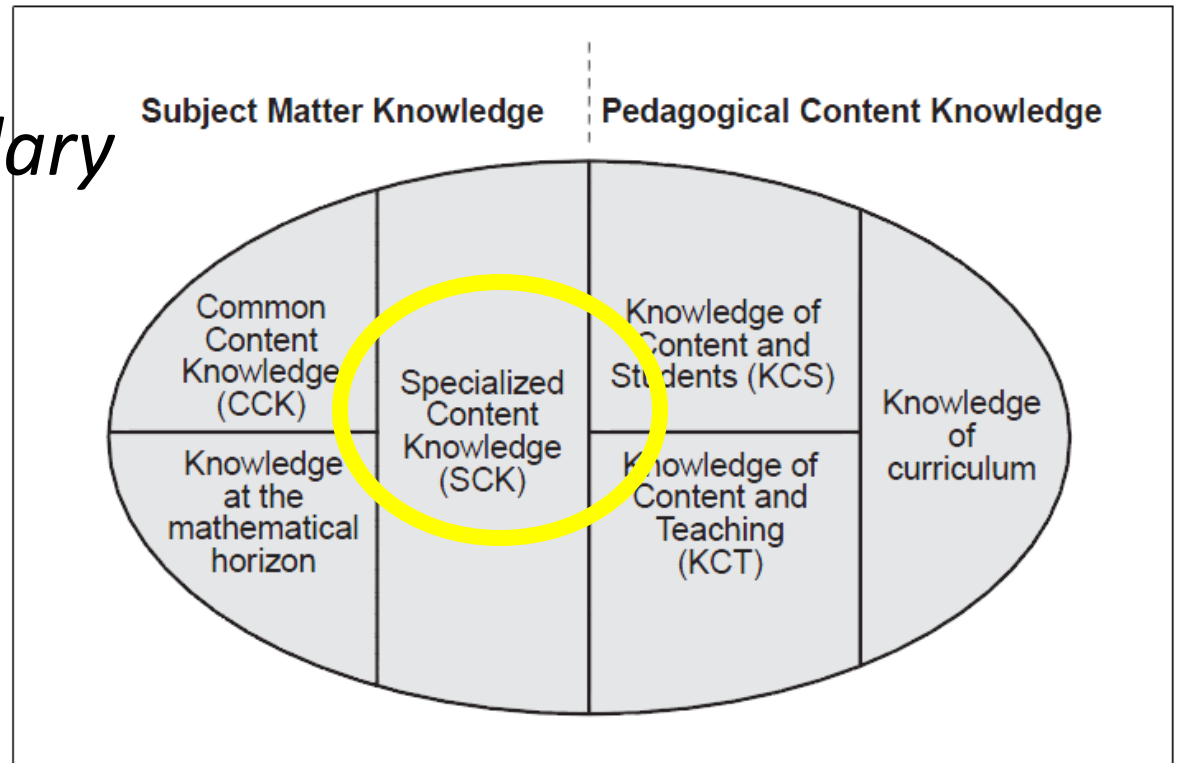 Subject Matter Knowledge
Pedagogical Content Knowledge
dary
Common
Content
Knowledge
(CCK)
Knowledge
at the
mathematical
horizon
Specialized
Content
Knowledge
(SCK)
Knowledge of
Content and
Students (KCS)
Knowledge of
Content and
Teaching
(KCT)
Knowledge
of
curriculum